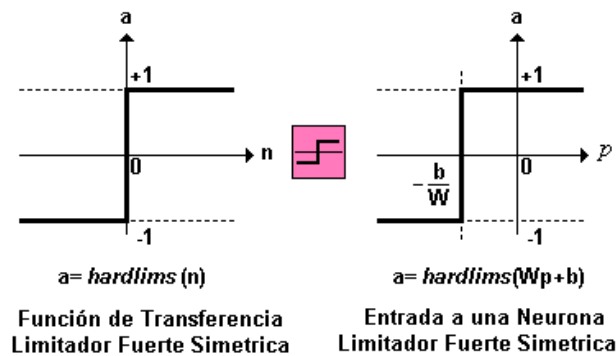 a
a
+1
+1
0
n
0
p
- b/W
-1
-1
a= hardlims (n)
a= hardlims(Wp+b)
Función de Transferencia
Limitador Fuerte Simetrica
Entrada a una Neurona
Limitador Fuerte Simetrica